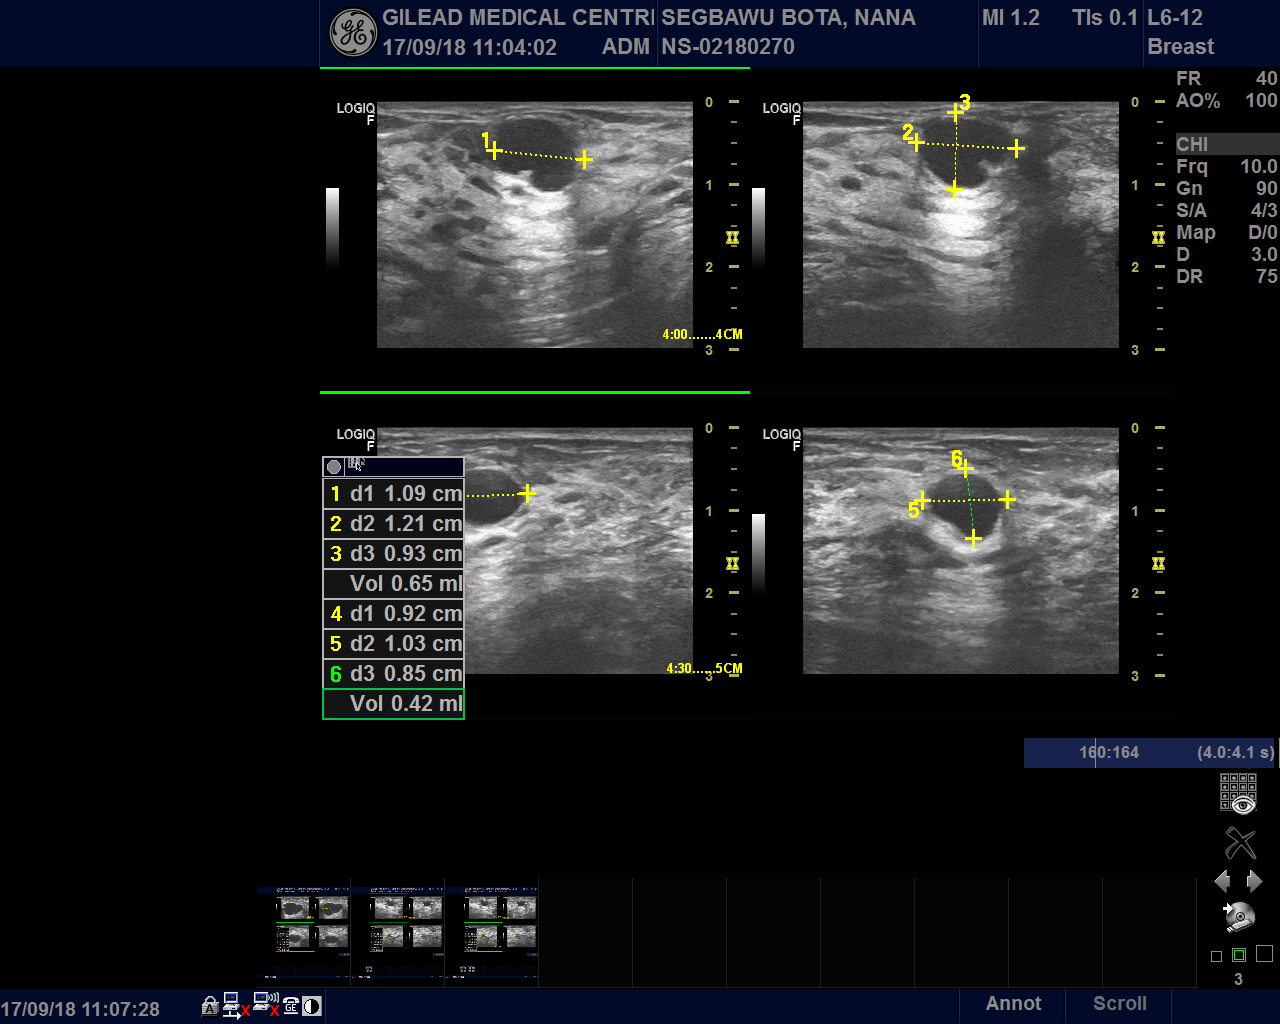 GILEAD MEDICAL CENTR
17/09/18 11:04:02 ADM
SEGBAWU BOTA, NANA
NS-02180270
MI 1.2 TIs 0.1
L6-12
Breast
FR 40
AO% 100
CHI
Frq 10.0
Gn 90
S/A 4/3
Map D/0
D 3.0
DR 75
LOGIQ
F
1
0
1
2
3
4:00......4CM
LOGIQ
F
2
3
0
1
2
3
LOGIQ
F
0
1
2
3
4:30......5CM
LOGIQ
F
5
6
0
1
2
3
1 d1 1.09 cm
2 d2 1.21 cm
3 d3 0.93 cm
Vol 0.65 ml
4 d1 0.92 cm
5 d2 1.03 cm
6 d3 0.85 cm
Vol 0.42 ml
160:164 (4.0:4.1 s)
3
17/09/18 11:07:28
A
GE
Annot
Scroll